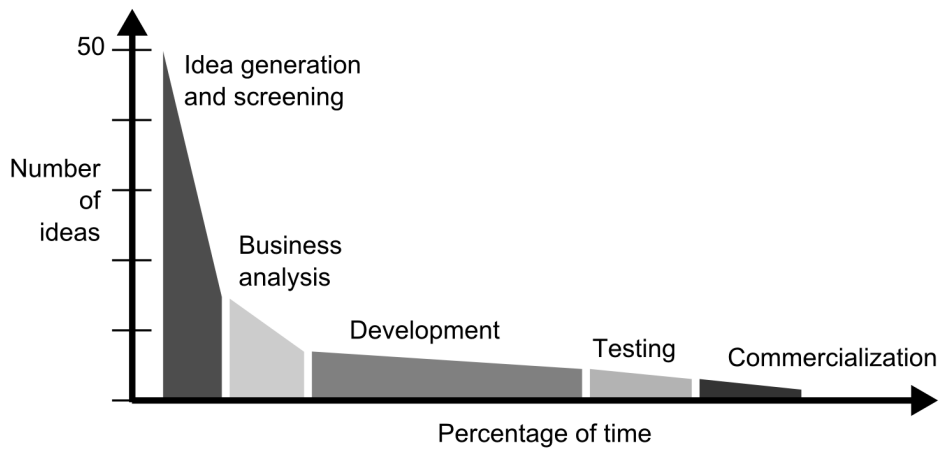 50
Idea generation
and screening
Number
of
ideas
Business
analysis
Development
Testing
Commercialization
Percentage of time